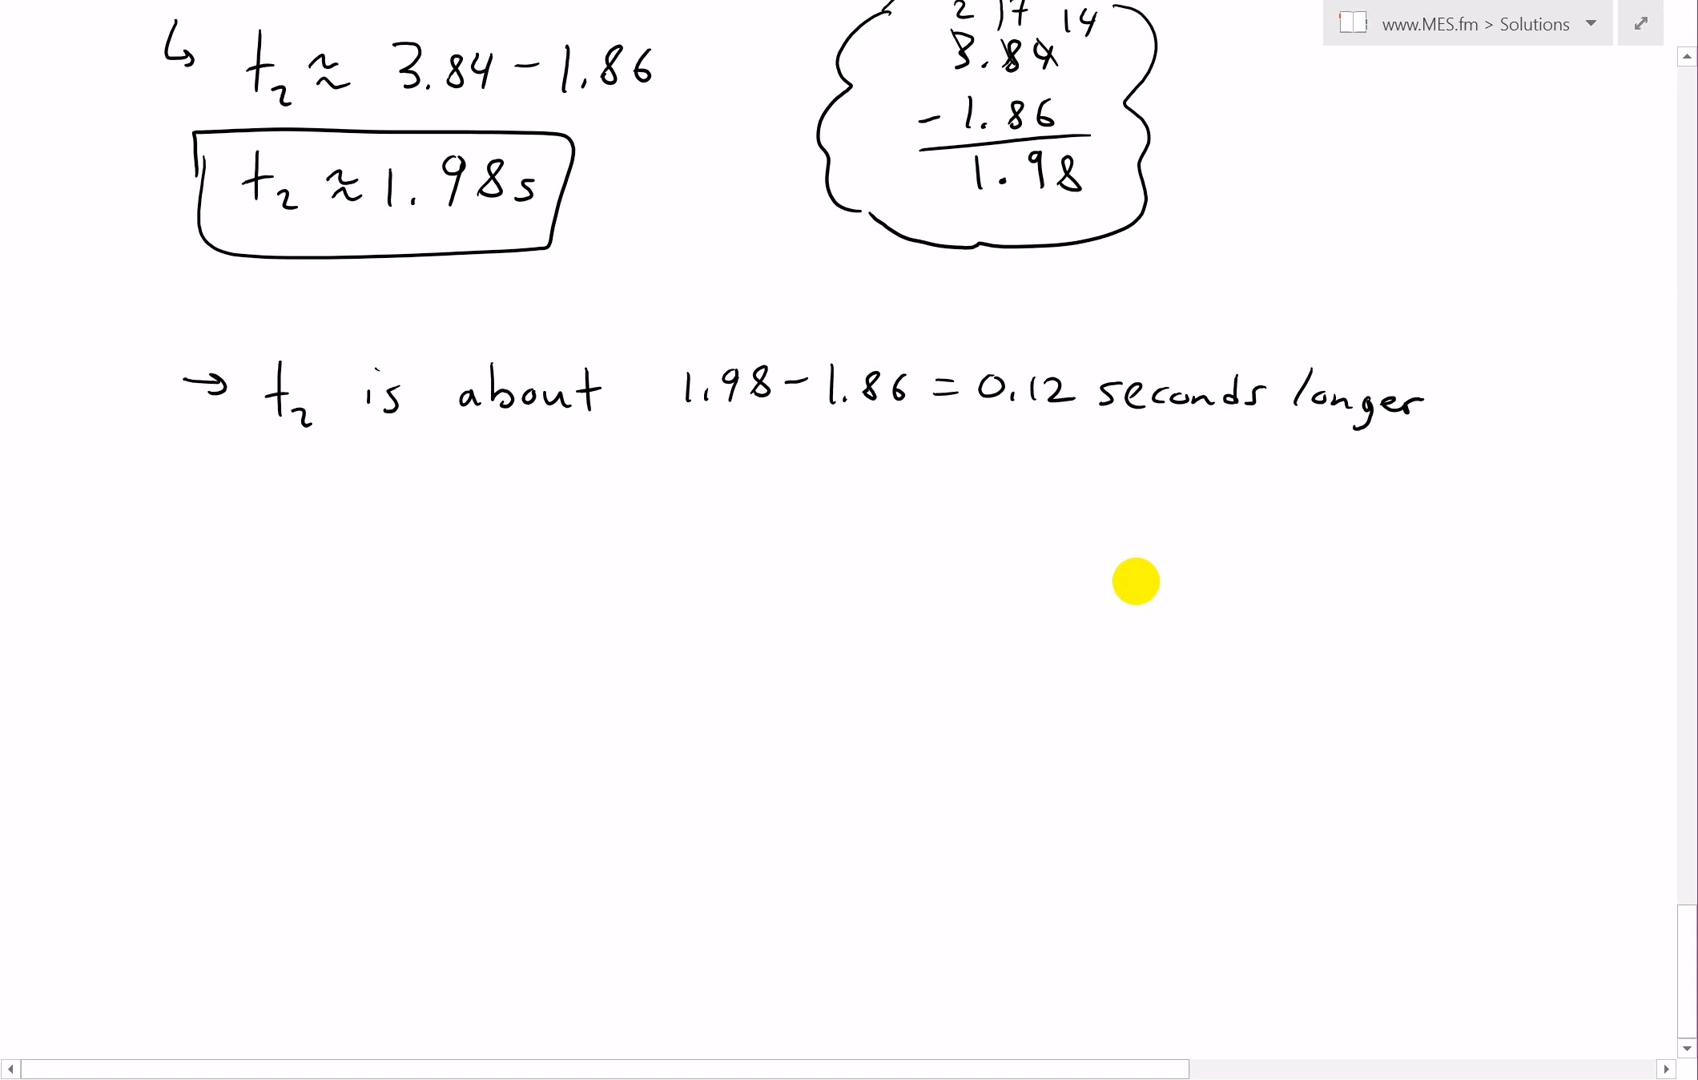 www.MES.fm > Solutions
↳ t₂ ≈ 3.84 - 1.86
t₂ ≈ 1.98s
2 17 14
3.84
- 1.86
1.98
→ t₂ is about 1.98 - 1.86 = 0.12 seconds longer